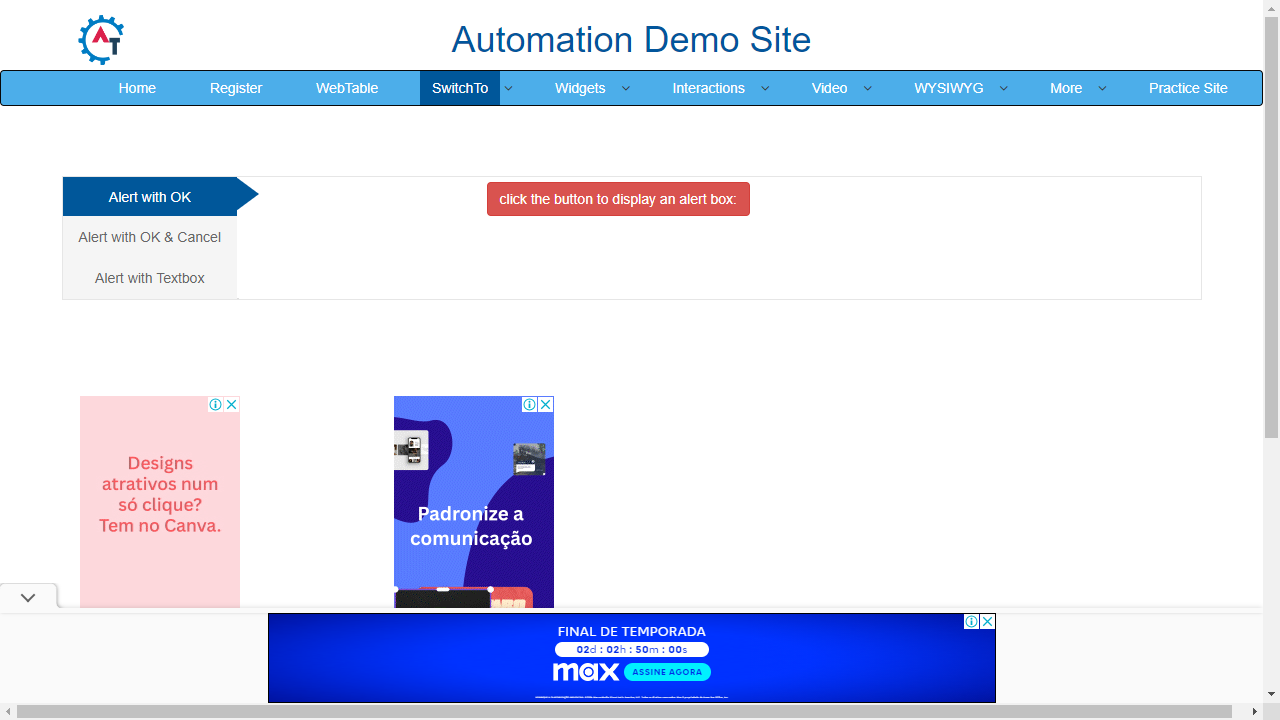 AT
Automation Demo Site
Home Register WebTable SwitchTo Widgets Interactions Video WYSIWYG More Practice Site
Alert with OK
click the button to display an alert box:
Alert with OK & Cancel
Alert with Textbox
Designs
atrativos num
só clique?
Tem no Canva.
Padronize a
comunicação
FINAL DE TEMPORADA
02d : 02h : 50m : 00s
max ASSINE AGORA